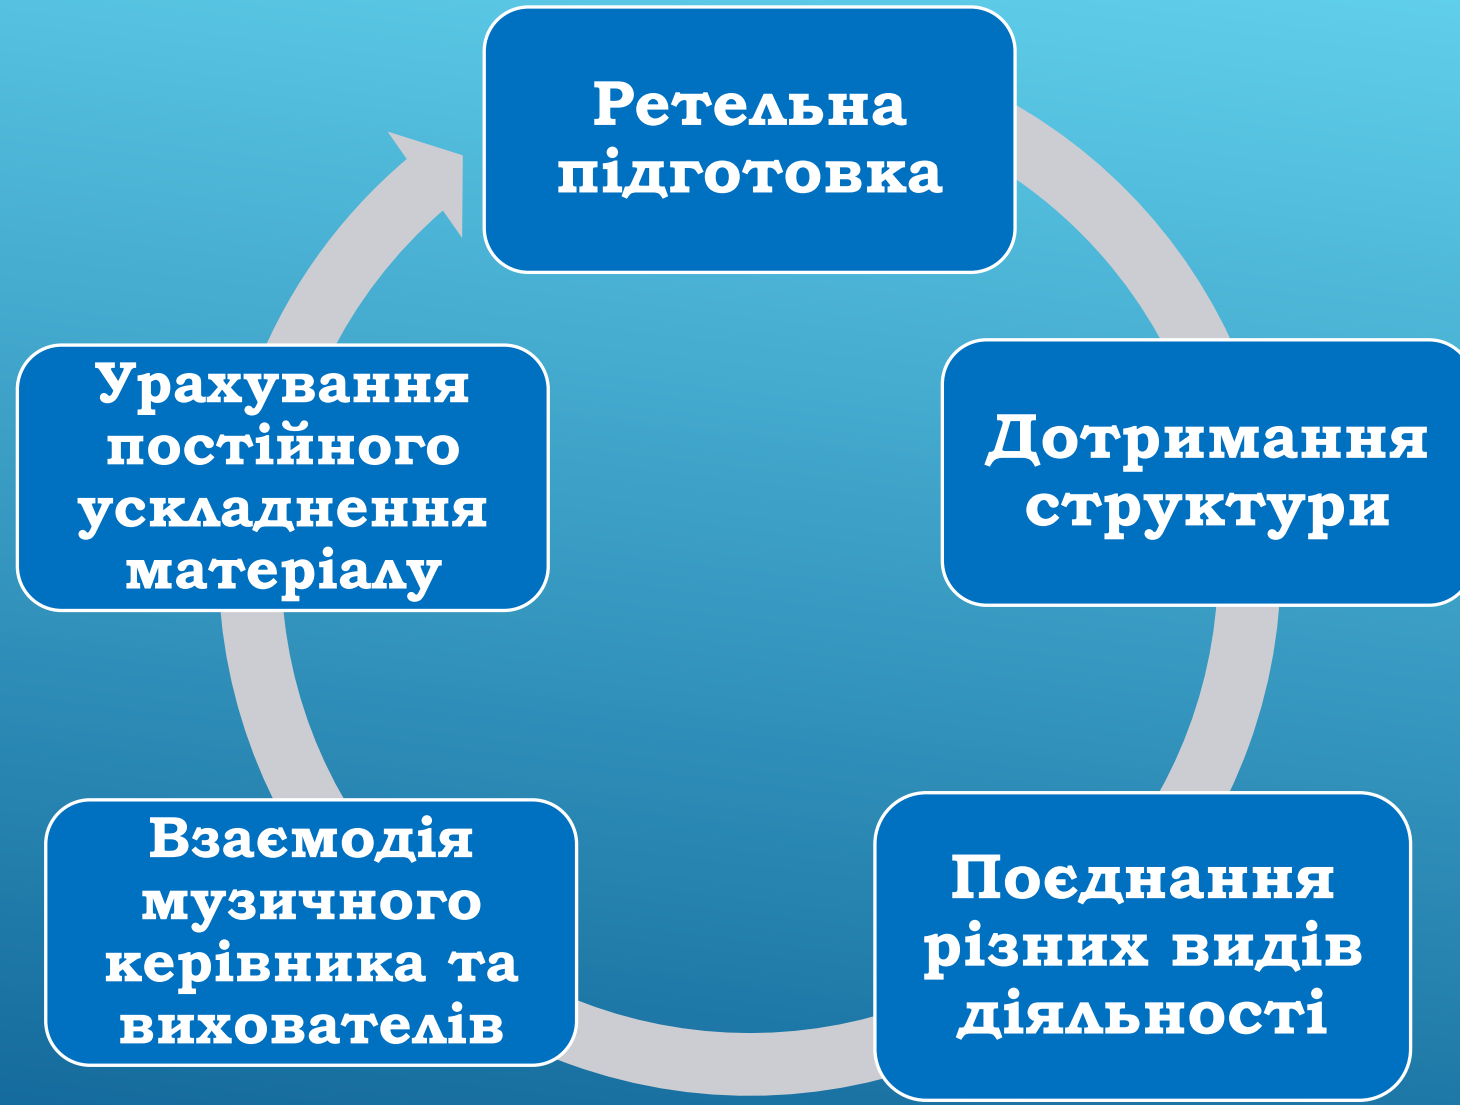 Ретельна
підготовка
Дотримання
структури
Поєднання
різних видів
діяльності
Взаємодія
музичного
керівника та
вихователів
Урахування
постійного
ускладнення
матеріалу